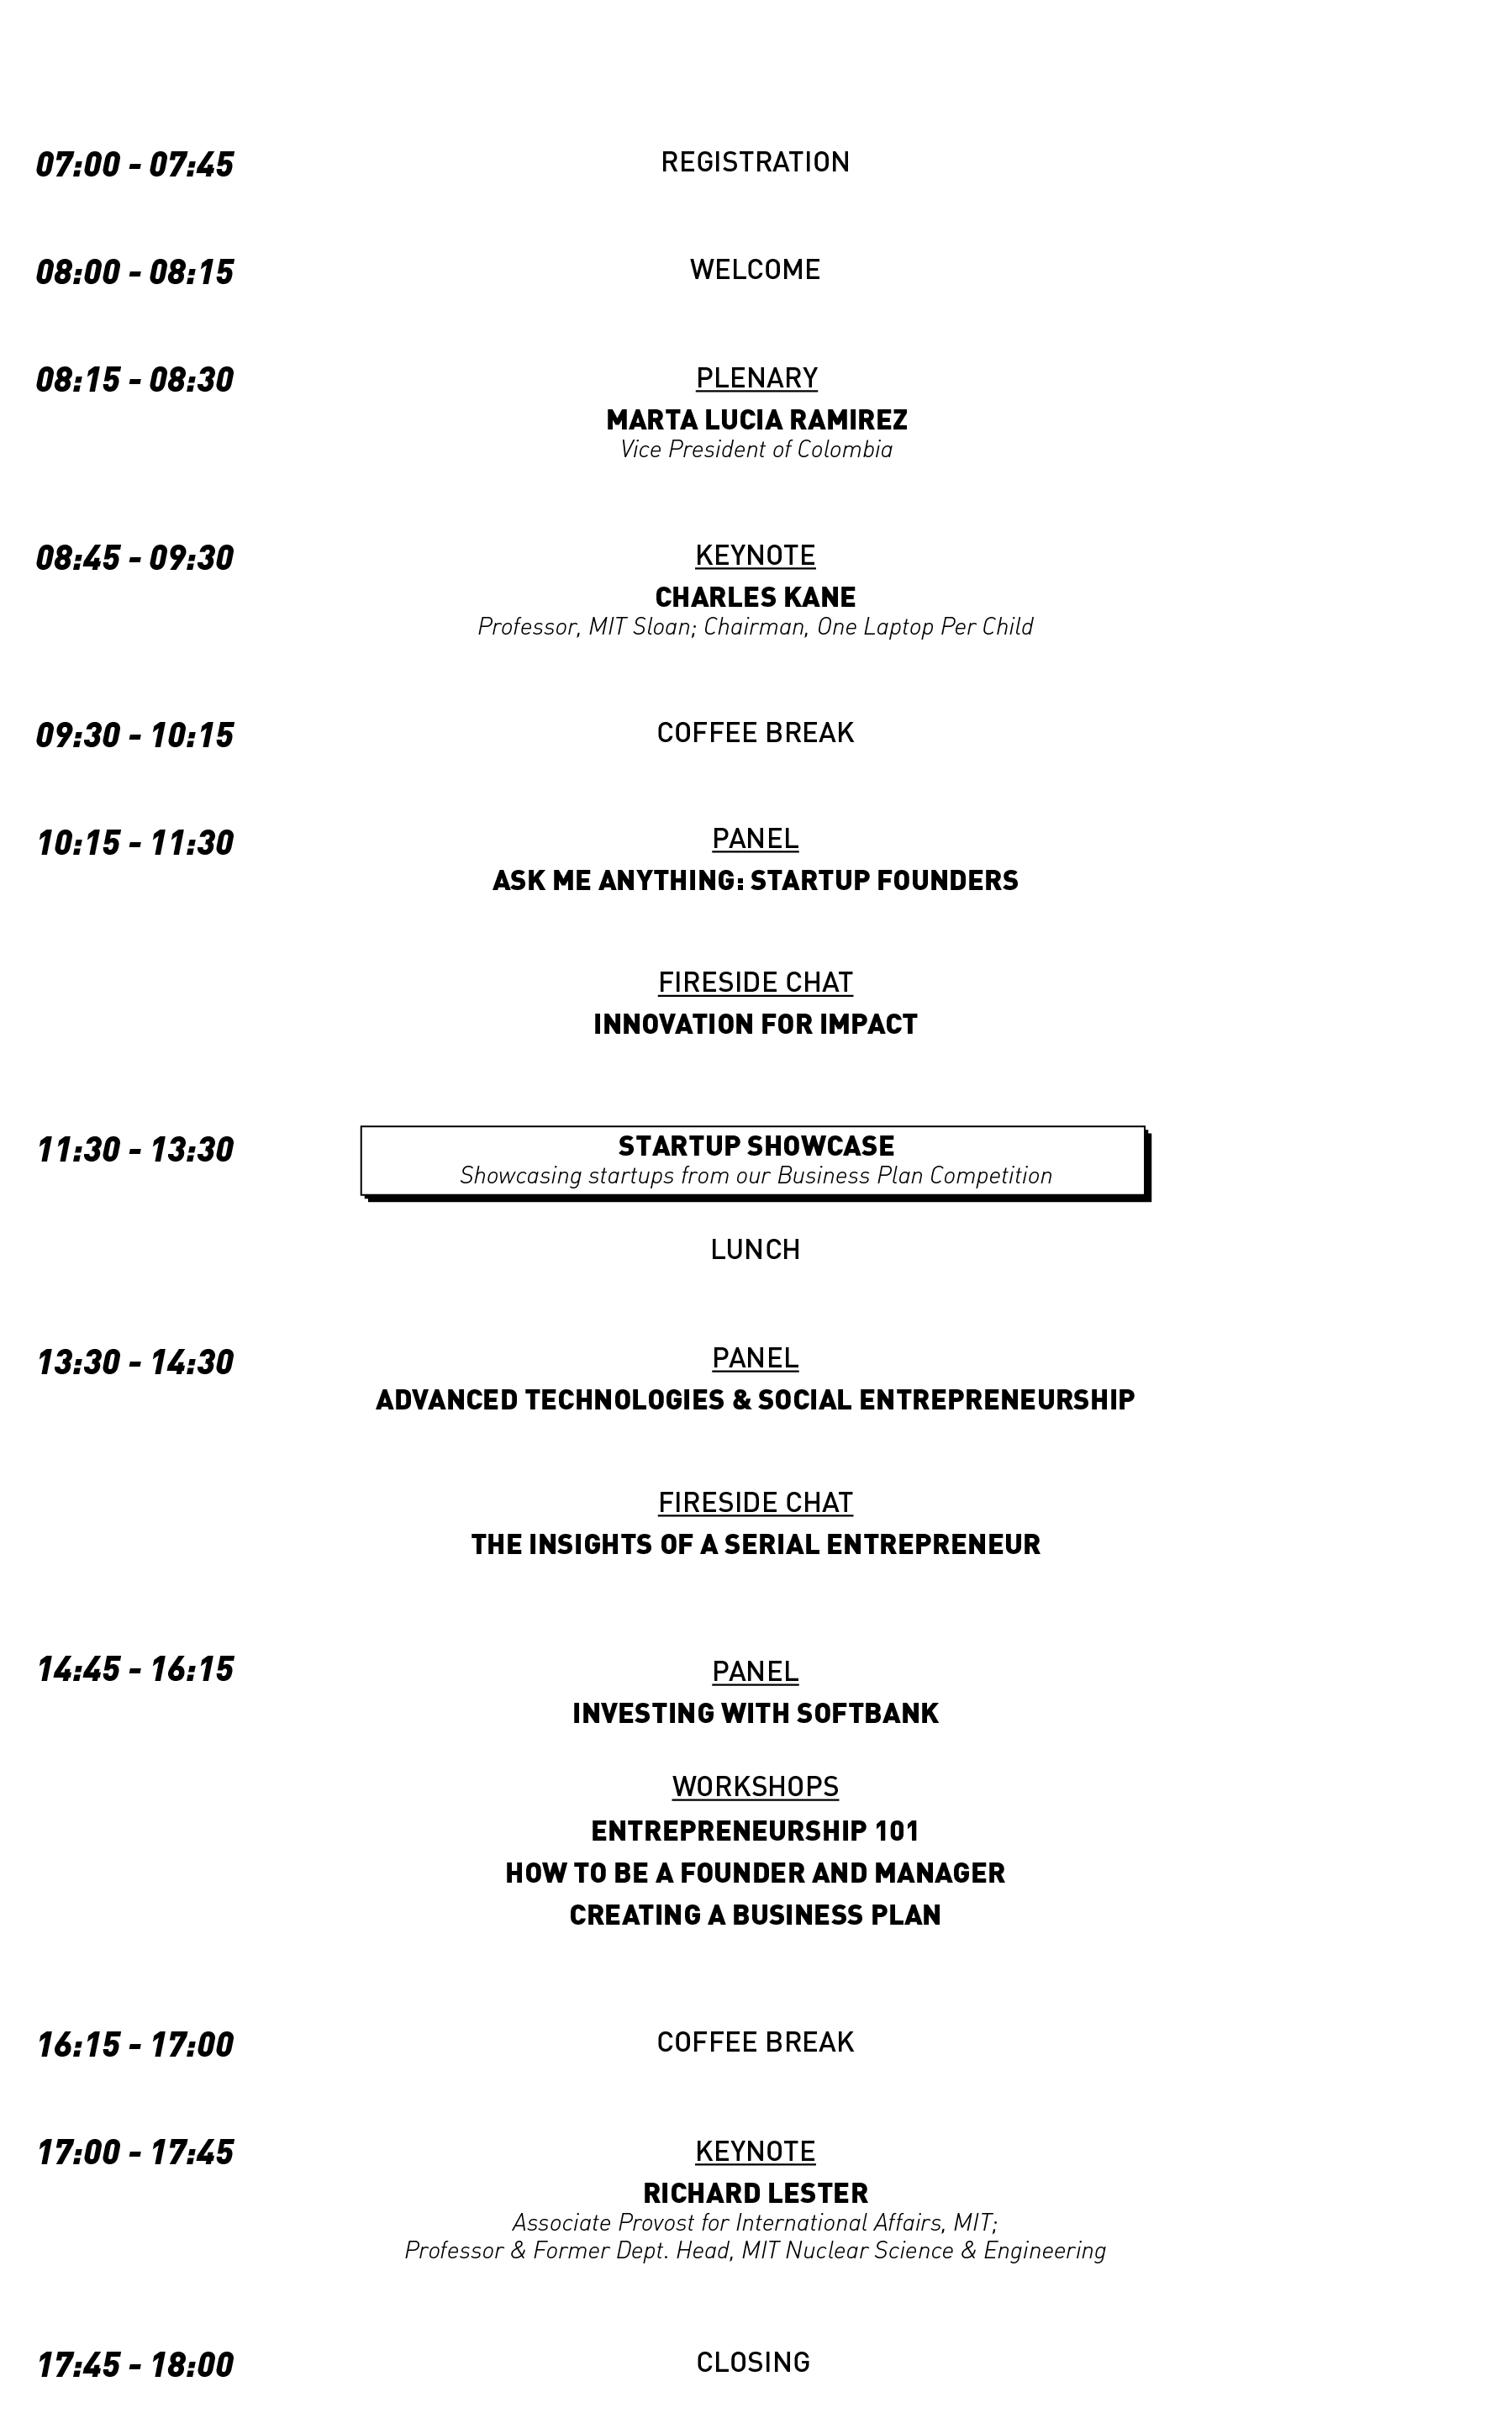 07:00 - 07:45 REGISTRATION
08:00 - 08:15 WELCOME
08:15 - 08:30 PLENARY
MARTA LUCIA RAMIREZ
Vice President of Colombia
08:45 - 09:30 KEYNOTE
CHARLES KANE
Professor, MIT Sloan; Chairman, One Laptop Per Child
09:30 - 10:15 COFFEE BREAK
10:15 - 11:30 PANEL
ASK ME ANYTHING: STARTUP FOUNDERS
FIRESIDE CHAT
INNOVATION FOR IMPACT
11:30 - 13:30 STARTUP SHOWCASE
Showcasing startups from our Business Plan Competition
LUNCH
13:30 - 14:30 PANEL
ADVANCED TECHNOLOGIES & SOCIAL ENTREPRENEURSHIP
FIRESIDE CHAT
THE INSIGHTS OF A SERIAL ENTREPRENEUR
14:45 - 16:15 PANEL
INVESTING WITH SOFTBANK
WORKSHOPS
ENTREPRENEURSHIP 101
HOW TO BE A FOUNDER AND MANAGER
CREATING A BUSINESS PLAN
16:15 - 17:00 COFFEE BREAK
17:00 - 17:45 KEYNOTE
RICHARD LESTER
Associate Provost for International Affairs, MIT;
Professor & Former Dept. Head, MIT Nuclear Science & Engineering
17:45 - 18:00 CLOSING